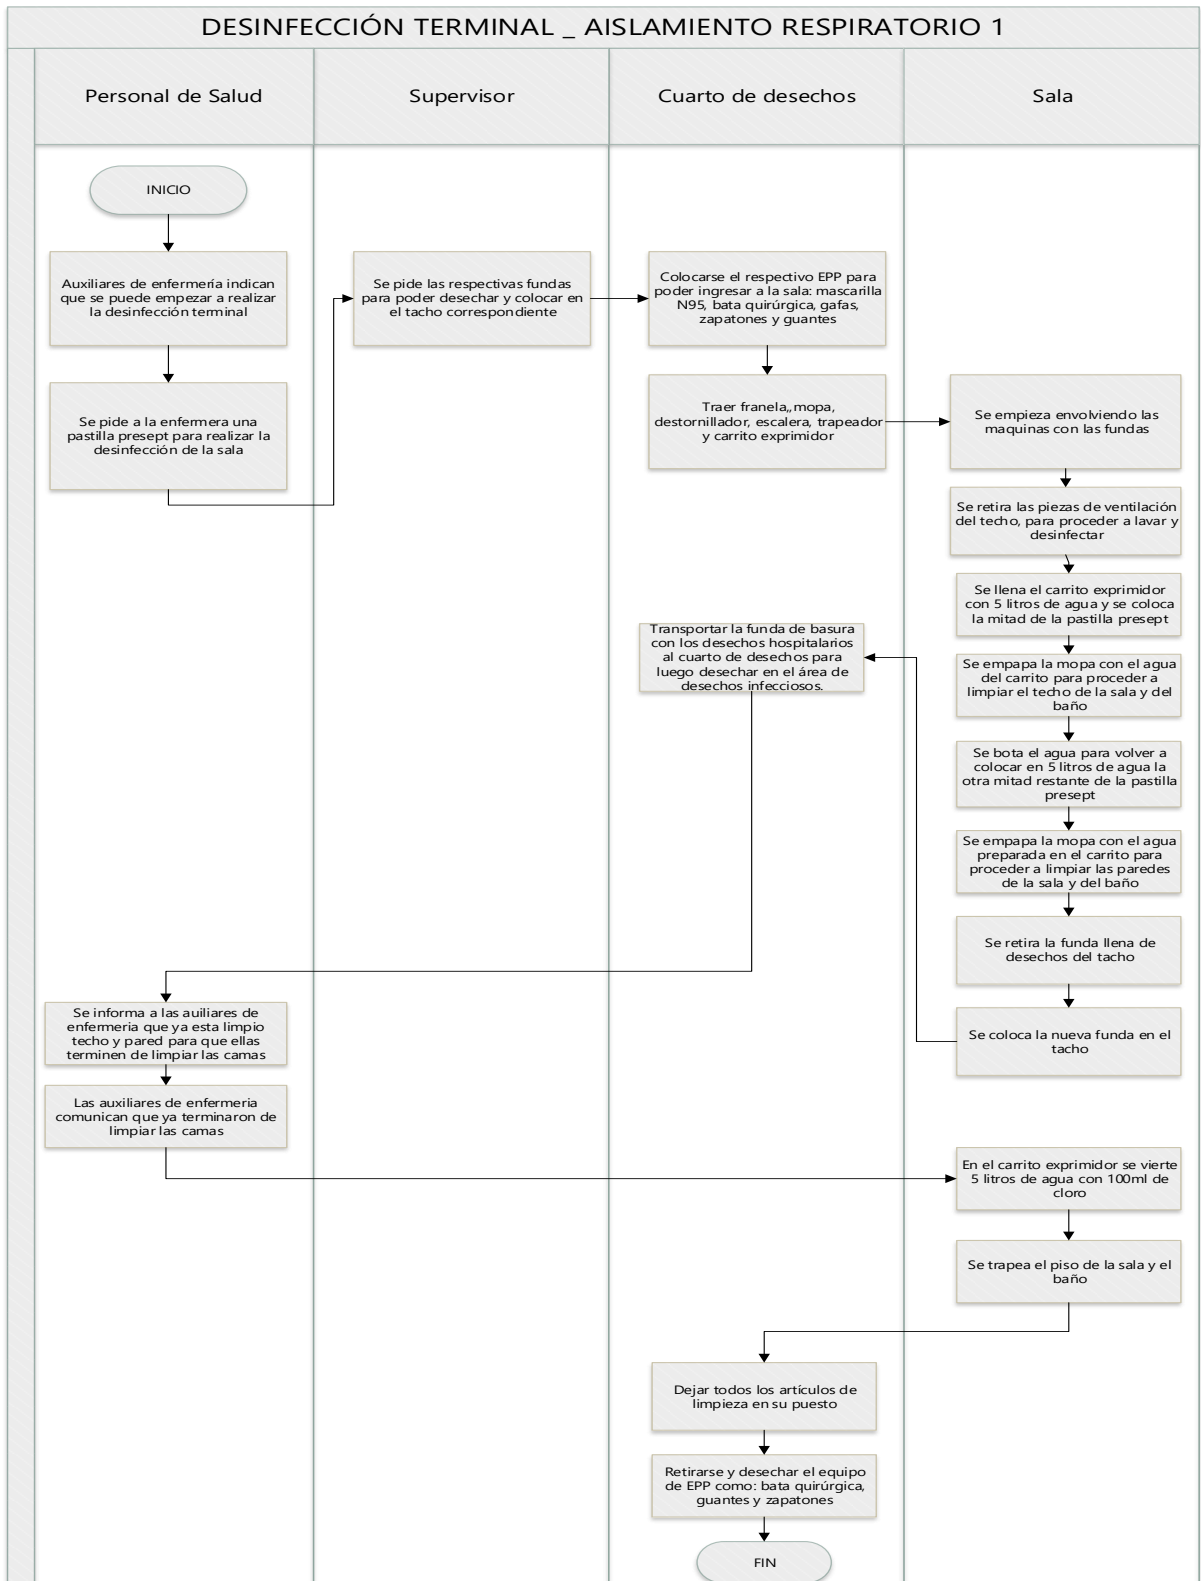 DESINFECCIÓN TERMINAL _ AISLAMIENTO RESPIRATORIO 1
Personal de Salud
Supervisor
Cuarto de desechos
Sala
INICIO
Auxiliares de enfermería indican
que se puede empezar a realizar
la desinfección terminal
Se pide a la enfermera una
pastilla presept para realizar la
desinfección de la sala
Se pide las respectivas fundas
para poder desechar y colocar en
el tacho correspondiente
Colocarse el respectivo EPP para
poder ingresar a la sala: mascarilla
N95, bata quirúrgica, gafas,
zapatones y guantes
Traer franela,,mopa,
destornillador, escalera, trapeador
y carrito exprimidor
Se empieza envolviendo las
maquinas con las fundas
Se retira las piezas de ventilación
del techo, para proceder a lavar y
desinfectar
Se llena el carrito exprimidor
con 5 litros de agua y se coloca
la mitad de la pastilla presept
Se empapa la mopa con el agua
del carrito para proceder a
limpiar el techo de la sala y del
baño
Se bota el agua para volver a
colocar en 5 litros de agua la
otra mitad restante de la pastilla
presept
Se empapa la mopa con el agua
preparada en el carrito para
proceder a limpiar las paredes
de la sala y del baño
Se retira la funda llena de
desechos del tacho
Se coloca la nueva funda en el
tacho
Transportar la funda de basura
con los desechos hospitalarios
al cuarto de desechos para
luego desechar en el área de
desechos infecciosos.
Se informa a las auiliares de
enfermeria que ya esta limpio
techo y pared para que ellas
terminen de limpiar las camas
Las auxiliares de enfermeria
comunican que ya terminaron de
limpiar las camas
En el carrito exprimidor se vierte
5 litros de agua con 100ml de
cloro
Se trapea el piso de la sala y el
baño
Dejar todos los artículos de
limpieza en su puesto
Retirarse y desechar el equipo
de EPP como: bata quirúrgica,
guantes y zapatones
FIN